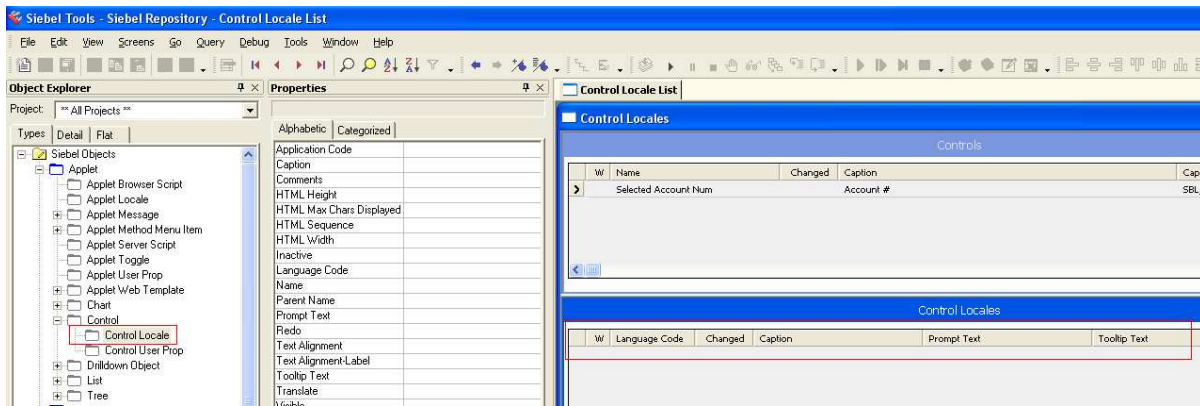 Siebel Tools - Siebel Repository - Control Locale List
File Edit View Screens Go Query Debug Tools Window Help
Object Explorer
Project: ** All Projects **
Types Detail Flat
Siebel Objects
Applet
Applet Browser Script
Applet Locale
Applet Message
Applet Method Menu Item
Applet Server Script
Applet Toggle
Applet User Prop
Applet Web Template
Chart
Control
Control Locale
Control User Prop
Drilldown Object
List
Tree
Properties
Alphabetic Categorized
Application Code
Caption
Comments
HTML Height
HTML Max Chars Displayed
HTML Sequence
HTML Width
Inactive
Language Code
Name
Parent Name
Prompt Text
Redo
Text Alignment
Text Alignment-Label
Tooltip Text
Translate
Visible
Control Locale List
Control Locales
Controls
W Name Changed Caption Cap
Selected Account Num Account # SBL
Control Locales
W Language Code Changed Caption Prompt Text Tooltip Text